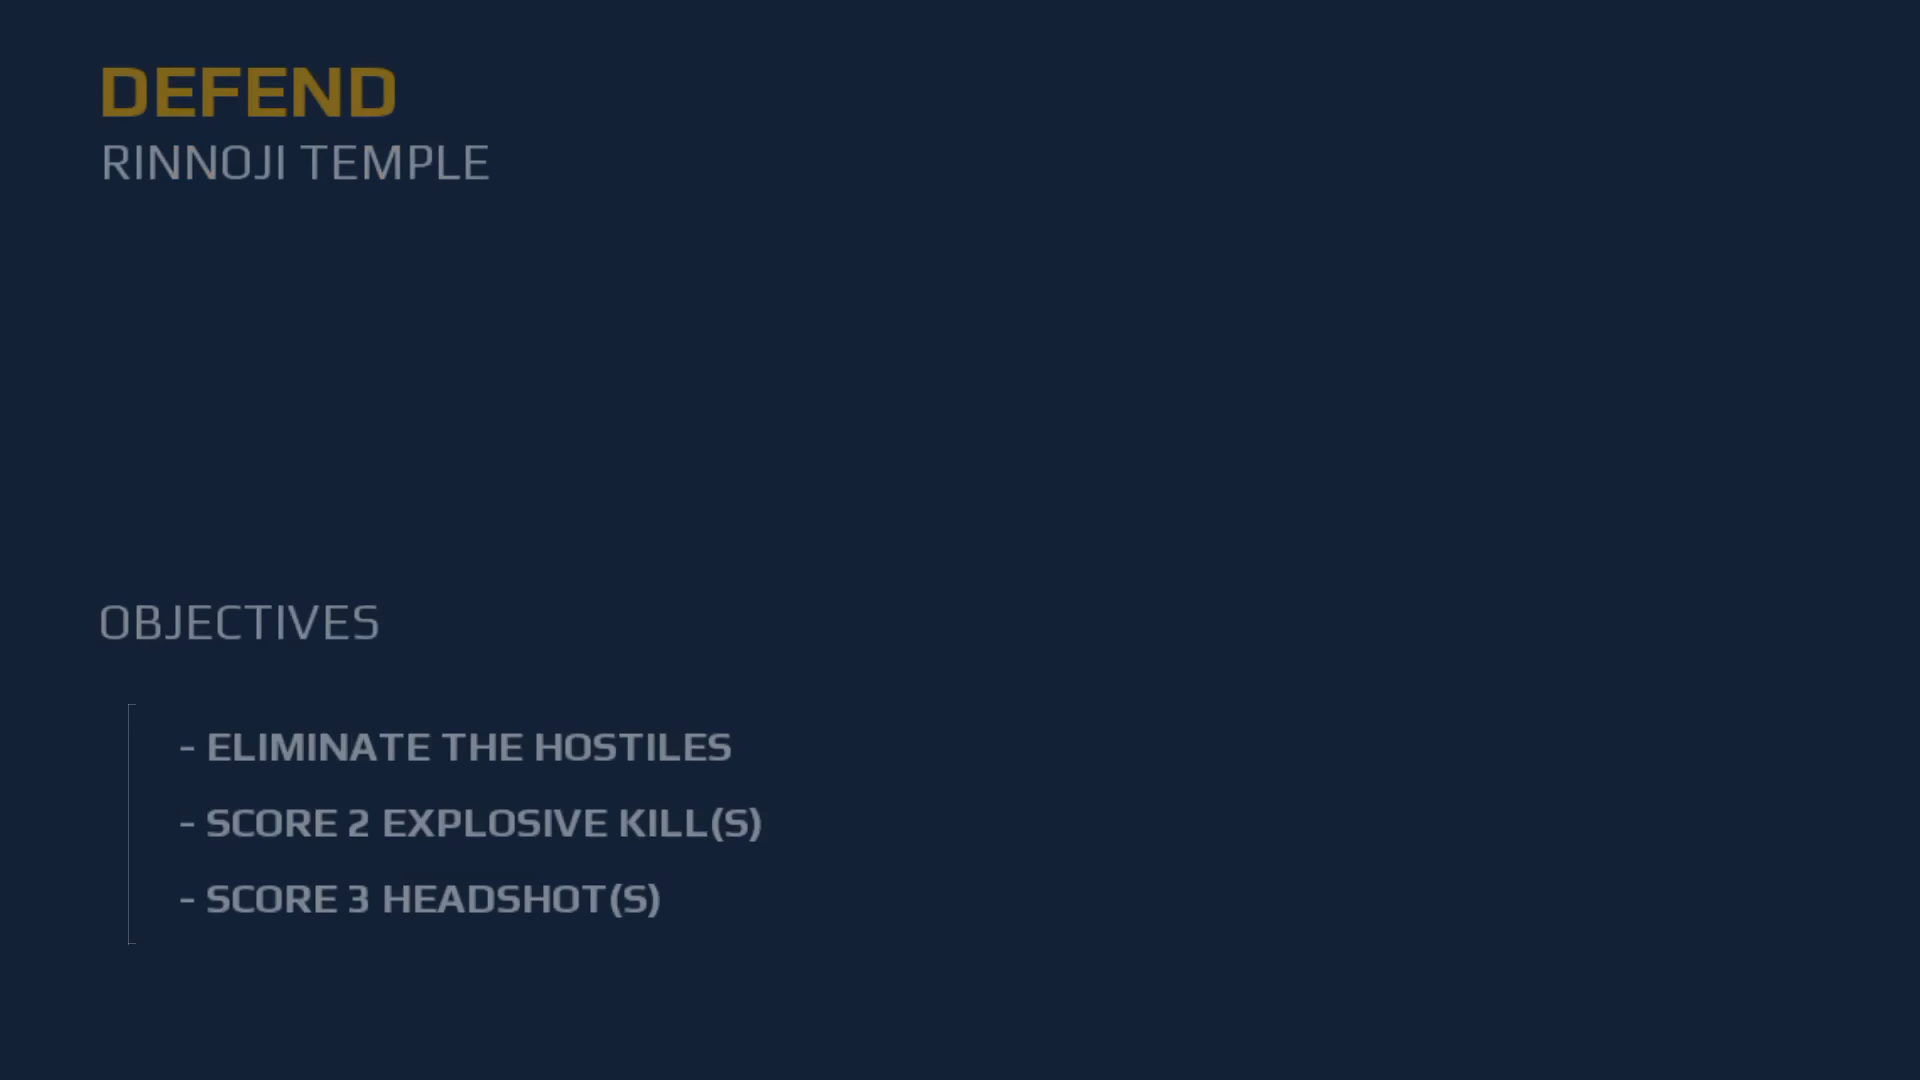 DEFEND
RINNOJI TEMPLE
OBJECTIVES
- ELIMINATE THE HOSTILES
- SCORE 2 EXPLOSIVE KILL(S)
- SCORE 3 HEADSHOT(S)